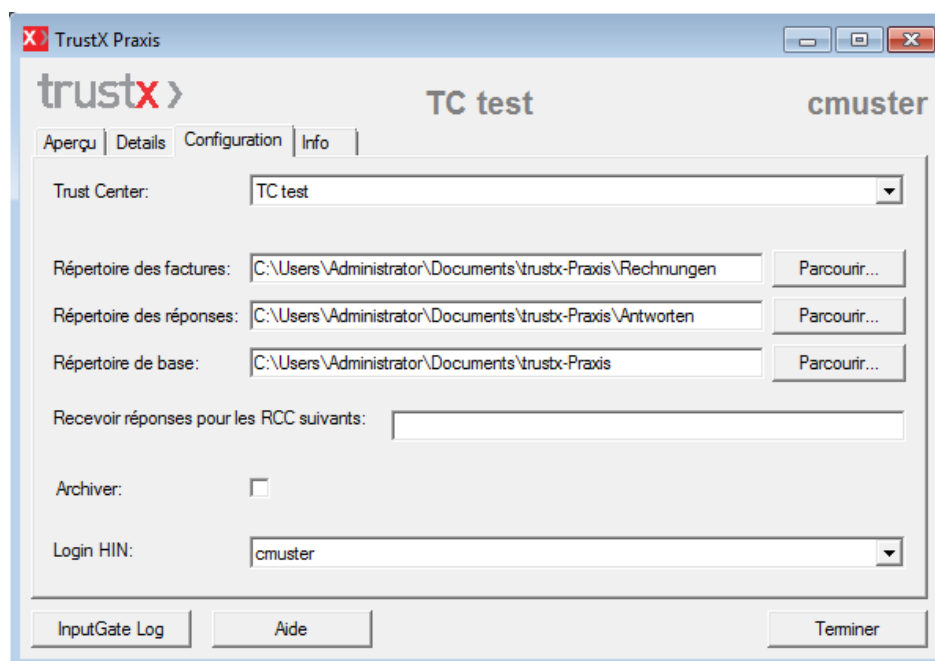 TrustX Praxis
trustx
TC test
cmuster
Aperçu
Details
Configuration
Info
Trust Center:
TC test
Répertoire des factures:
C:\Users\Administrator\Documents\trustx-Praxis\Rechnungen
Parcourir...
Répertoire des réponses:
C:\Users\Administrator\Documents\trustx-Praxis\Antworten
Parcourir...
Répertoire de base:
C:\Users\Administrator\Documents\trustx-Praxis
Parcourir...
Recevoir réponses pour les RCC suivants:
Archiver:
Login HIN:
cmuster
InputGate Log
Aide
Terminer